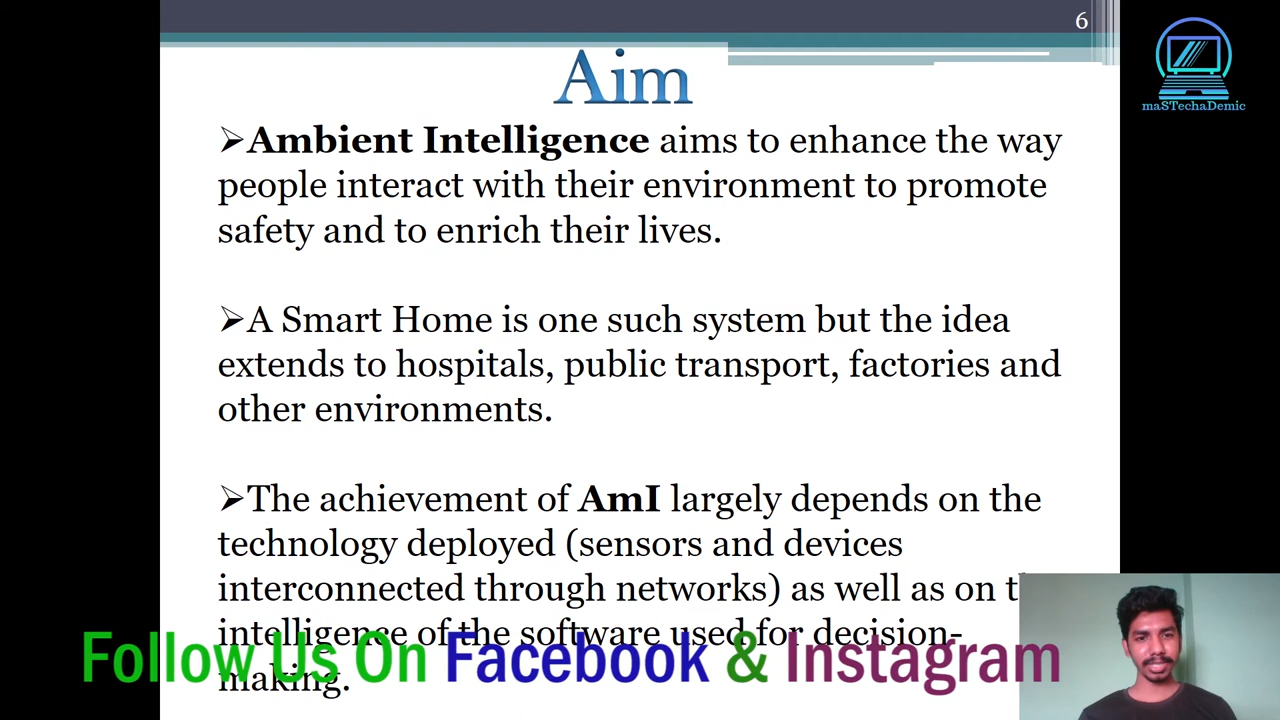 6
maSTechaDemic
Aim
➢Ambient Intelligence aims to enhance the way
people interact with their environment to promote
safety and to enrich their lives.
➢A Smart Home is one such system but the idea
extends to hospitals, public transport, factories and
other environments.
➢The achievement of AmI largely depends on the
technology deployed (sensors and devices
interconnected through networks) as well as on
intelligence of the software used for decision-
making.
Follow Us On Facebook & Instagram